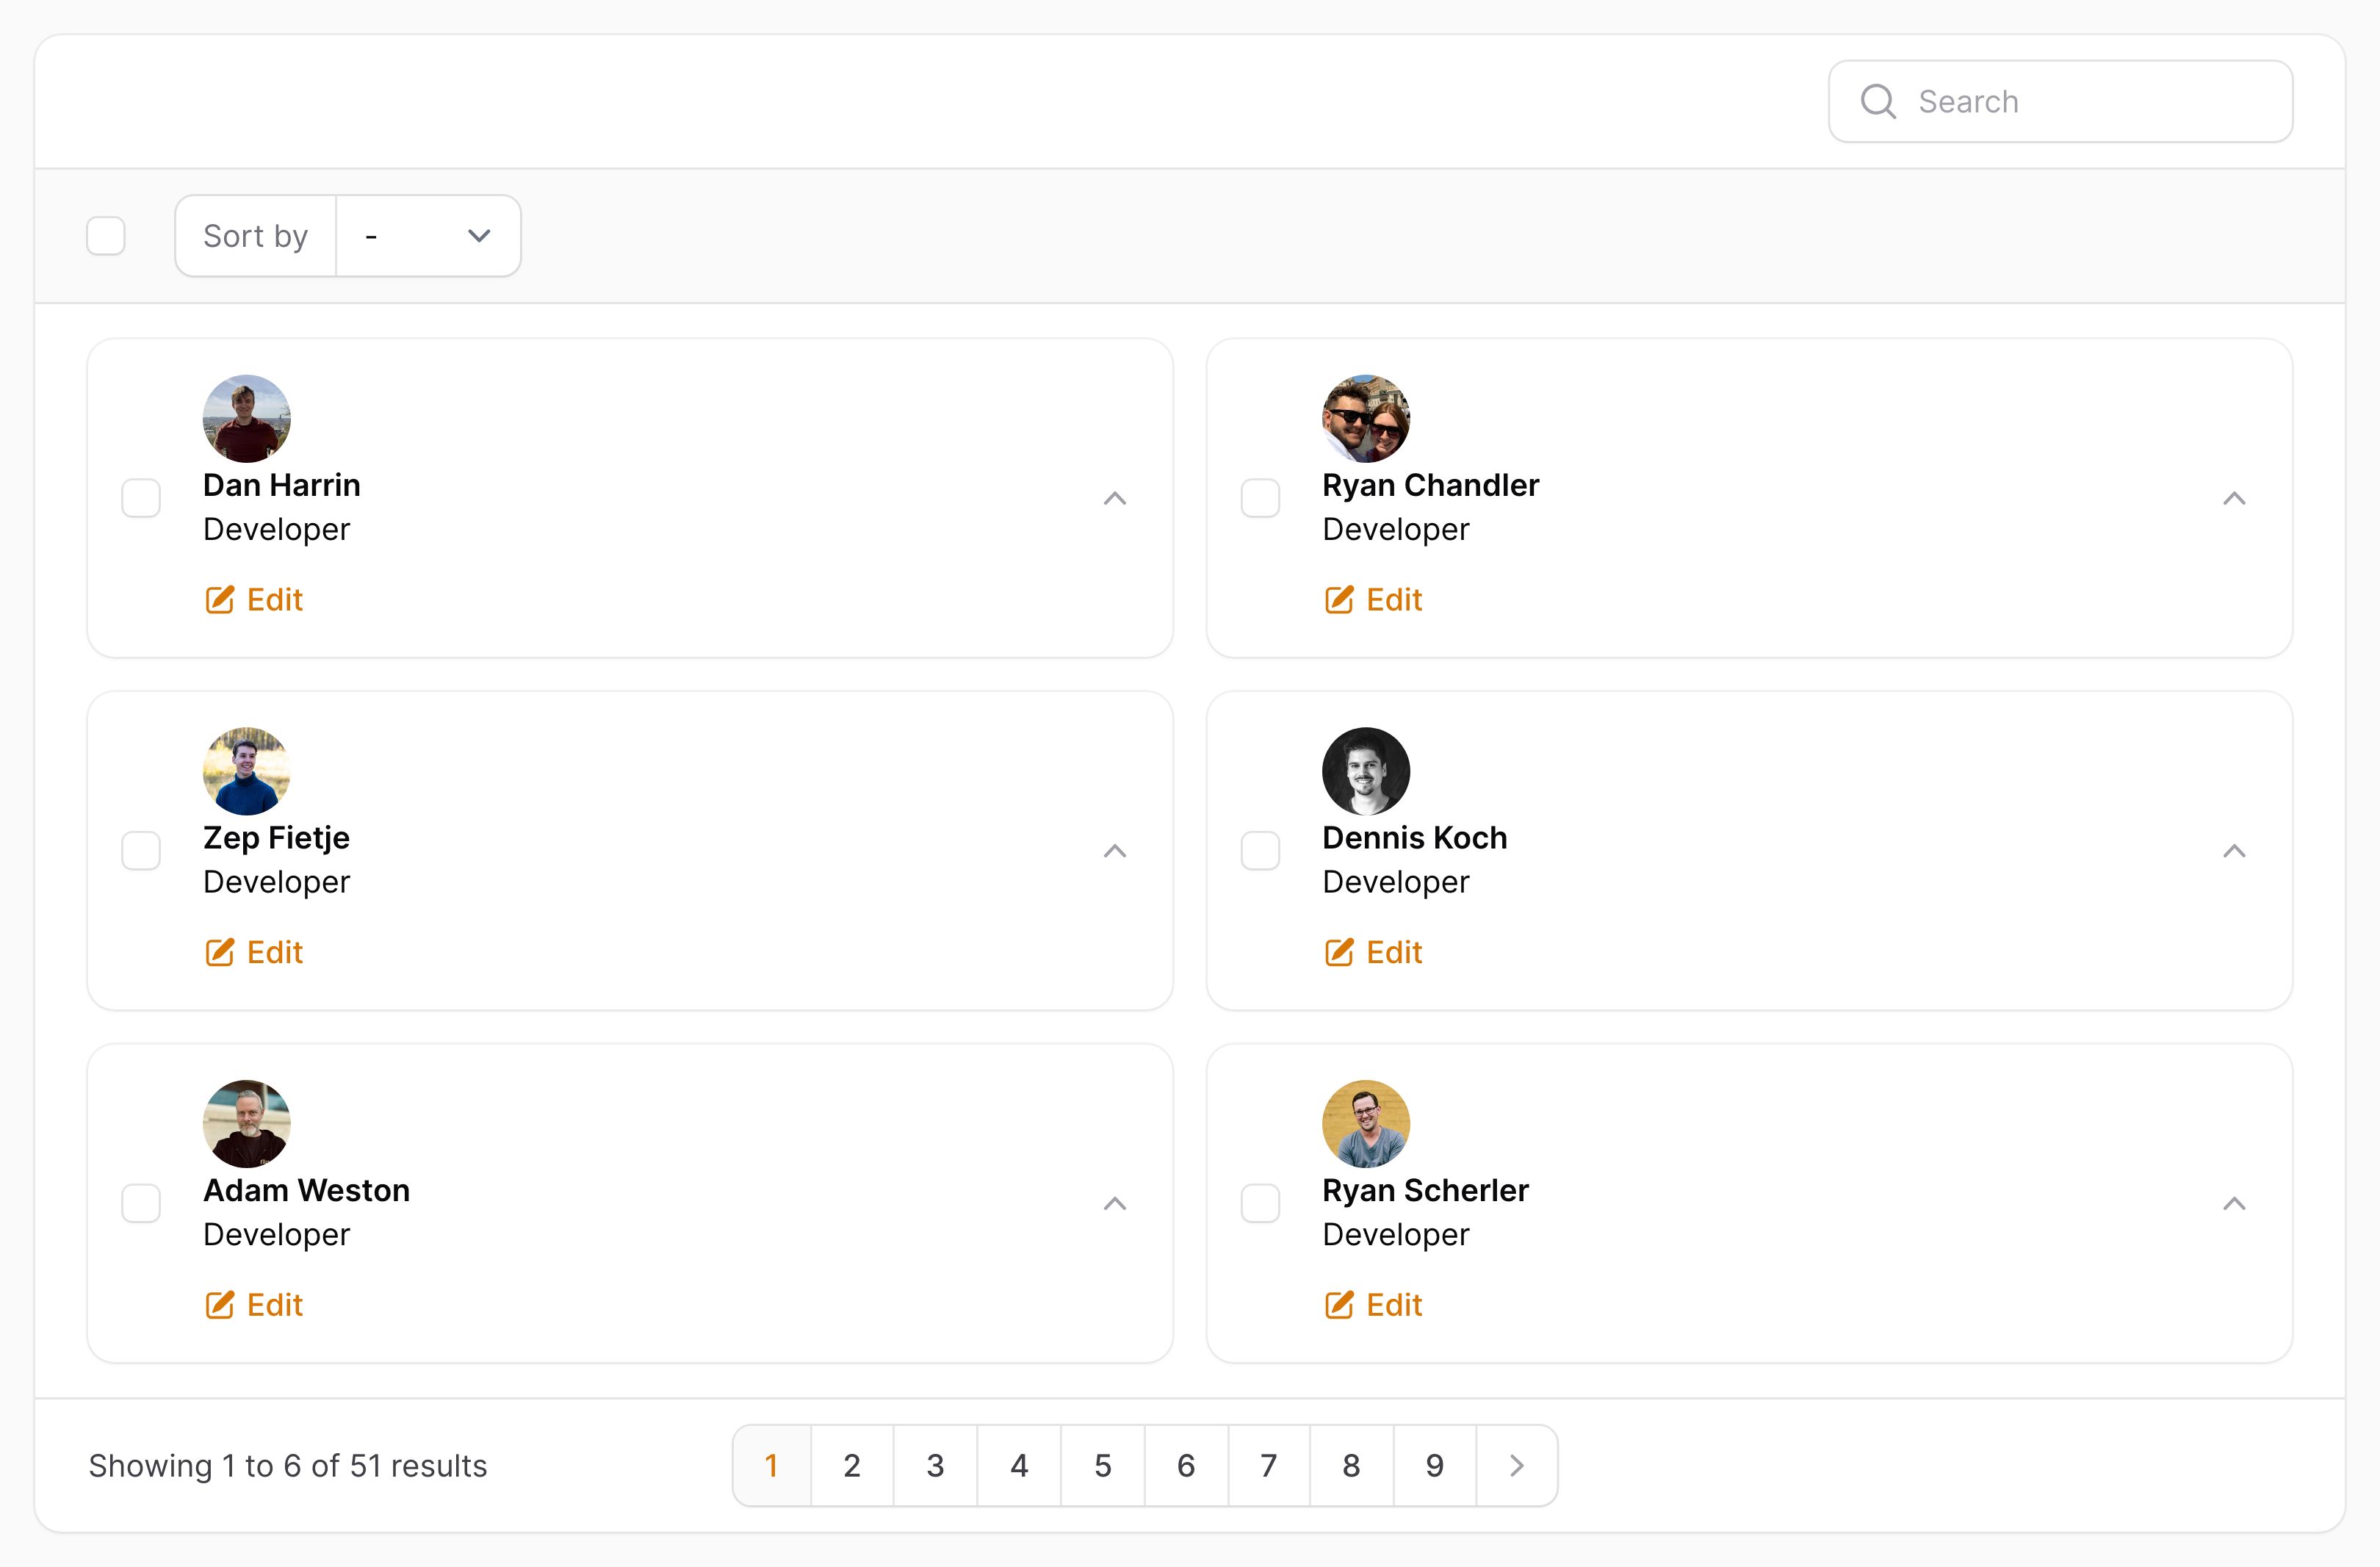 Search
Sort by -
Dan Harrin
Developer
Edit
Ryan Chandler
Developer
Edit
Zep Fietje
Developer
Edit
Dennis Koch
Developer
Edit
Adam Weston
Developer
Edit
Ryan Scherler
Developer
Edit
Showing 1 to 6 of 51 results
1 2 3 4 5 6 7 8 9